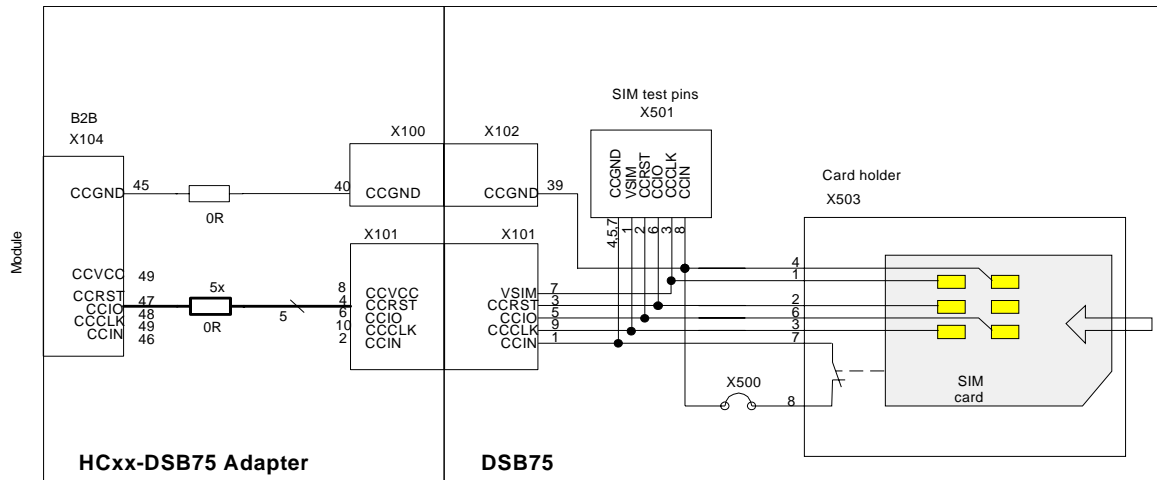 SIM test pins
X501
B2B
X104
X100
X102
CCGND
VSIM
CCRST
CCIO
CCCLK
CCIN
4,5,7
1
2
6
3
8
CCGND
45
0R
40
CCGND
CCGND
39
Card holder
X503
Module
X101
X101
CCVCC
49
CCRST
47
CCIO
48
CCCLK
49
CCIN
46
5x
0R
5
8
CCVCC
4
CCRST
6
CCIO
10
CCCLK
2
CCIN
VSIM
7
CCRST
3
CCIO
5
CCCLK
9
CCIN
1
4
1
2
6
3
7
X500
8
SIM
card
HCxx-DSB75 Adapter
DSB75